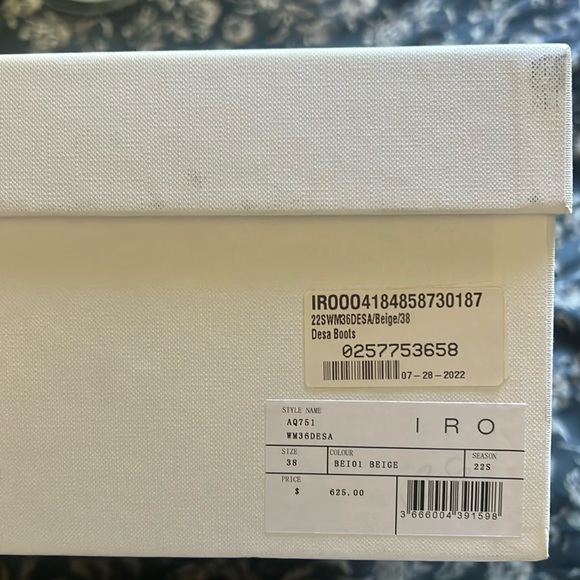 IRO004184858730187
22SWM36DESA/Beige/38
Desa Boots
0257753658
07-28-2022
STYLE NAME
AQ751
WM36DESA
IRO
SIZE
38
COLOUR
BEI01 BEIGE
SEASON
22S
PRICE
$ 625.00
3 666004 391598